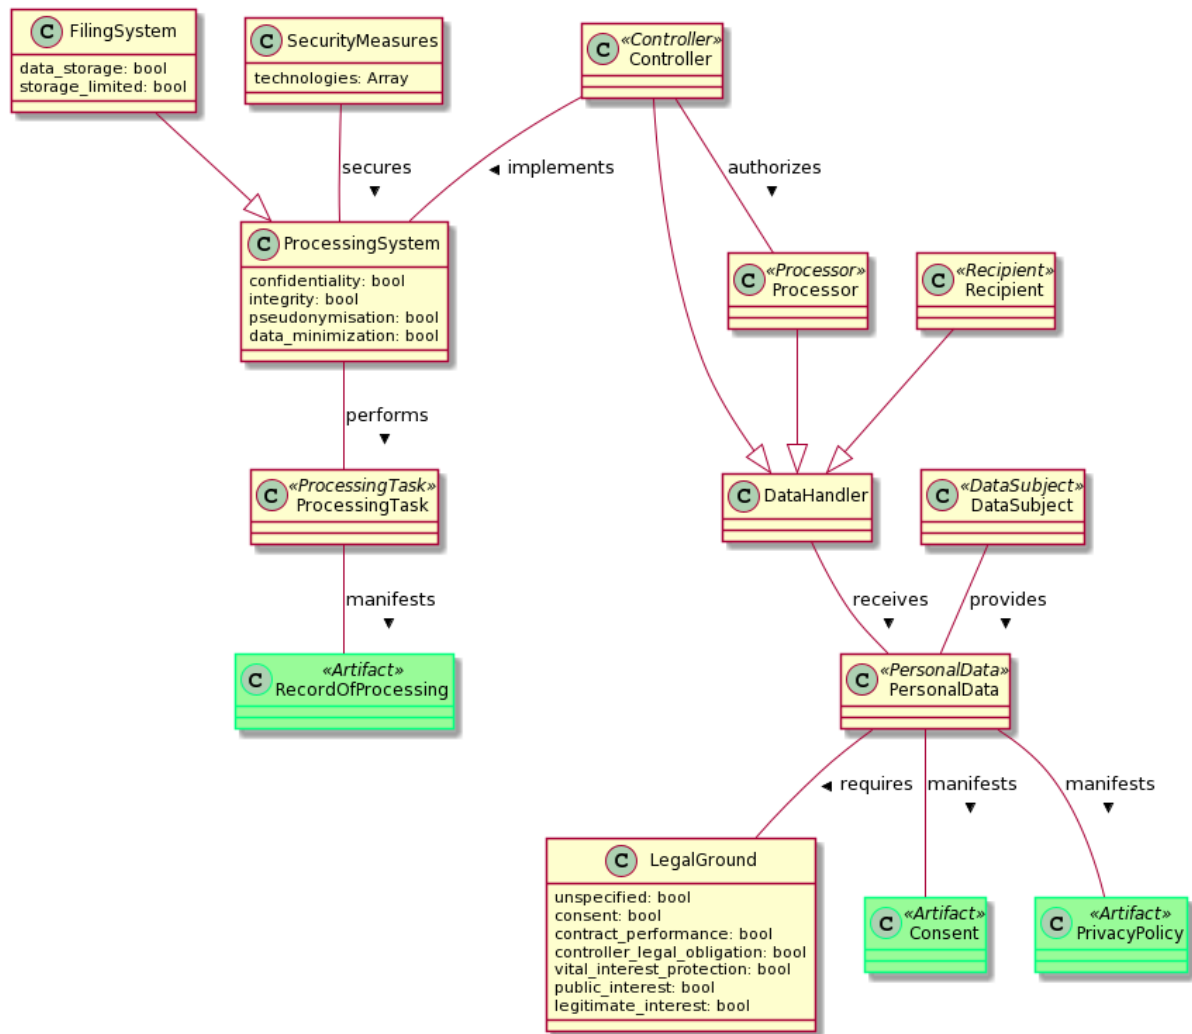 C FilingSystem
data_storage: bool
storage_limited: bool
C SecurityMeasures
technologies: Array
C «Controller»
Controller
secures
implements
authorizes
C ProcessingSystem
confidentiality: bool
integrity: bool
pseudonymisation: bool
data_minimization: bool
C «Processor»
Processor
C «Recipient»
Recipient
performs
C «ProcessingTask»
ProcessingTask
C DataHandler
C «DataSubject»
DataSubject
manifests
receives
provides
C «Artifact»
RecordOfProcessing
C «PersonalData»
PersonalData
requires
manifests
manifests
C LegalGround
unspecified: bool
consent: bool
contract_performance: bool
controller_legal_obligation: bool
vital_interest_protection: bool
public_interest: bool
legitimate_interest: bool
C «Artifact»
Consent
C «Artifact»
PrivacyPolicy